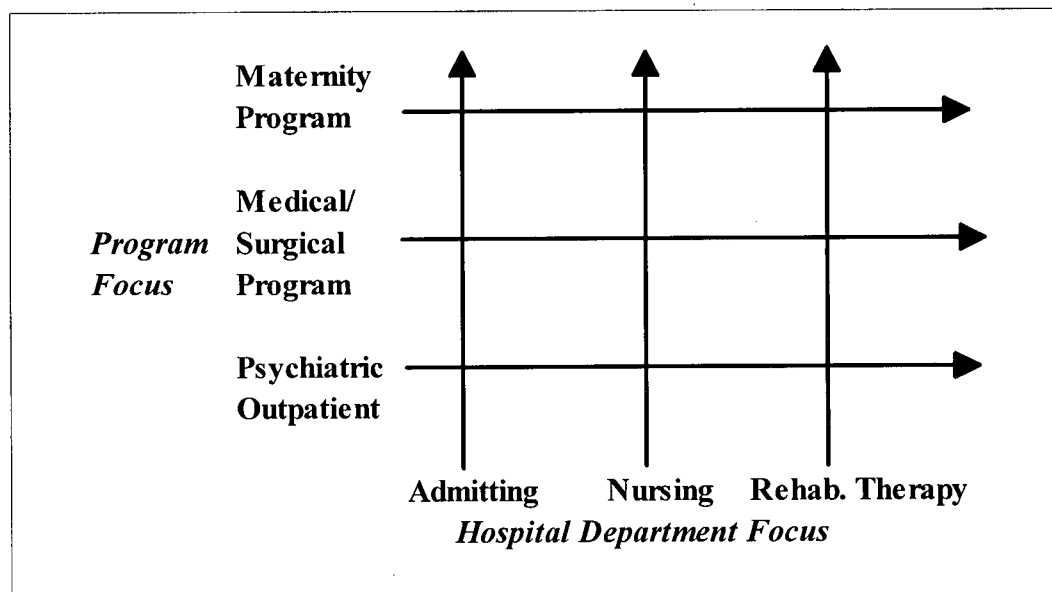 Maternity
Program
Medical/
Program Surgical
Focus Program
Psychiatric
Outpatient
Admitting Nursing Rehab. Therapy
Hospital Department Focus